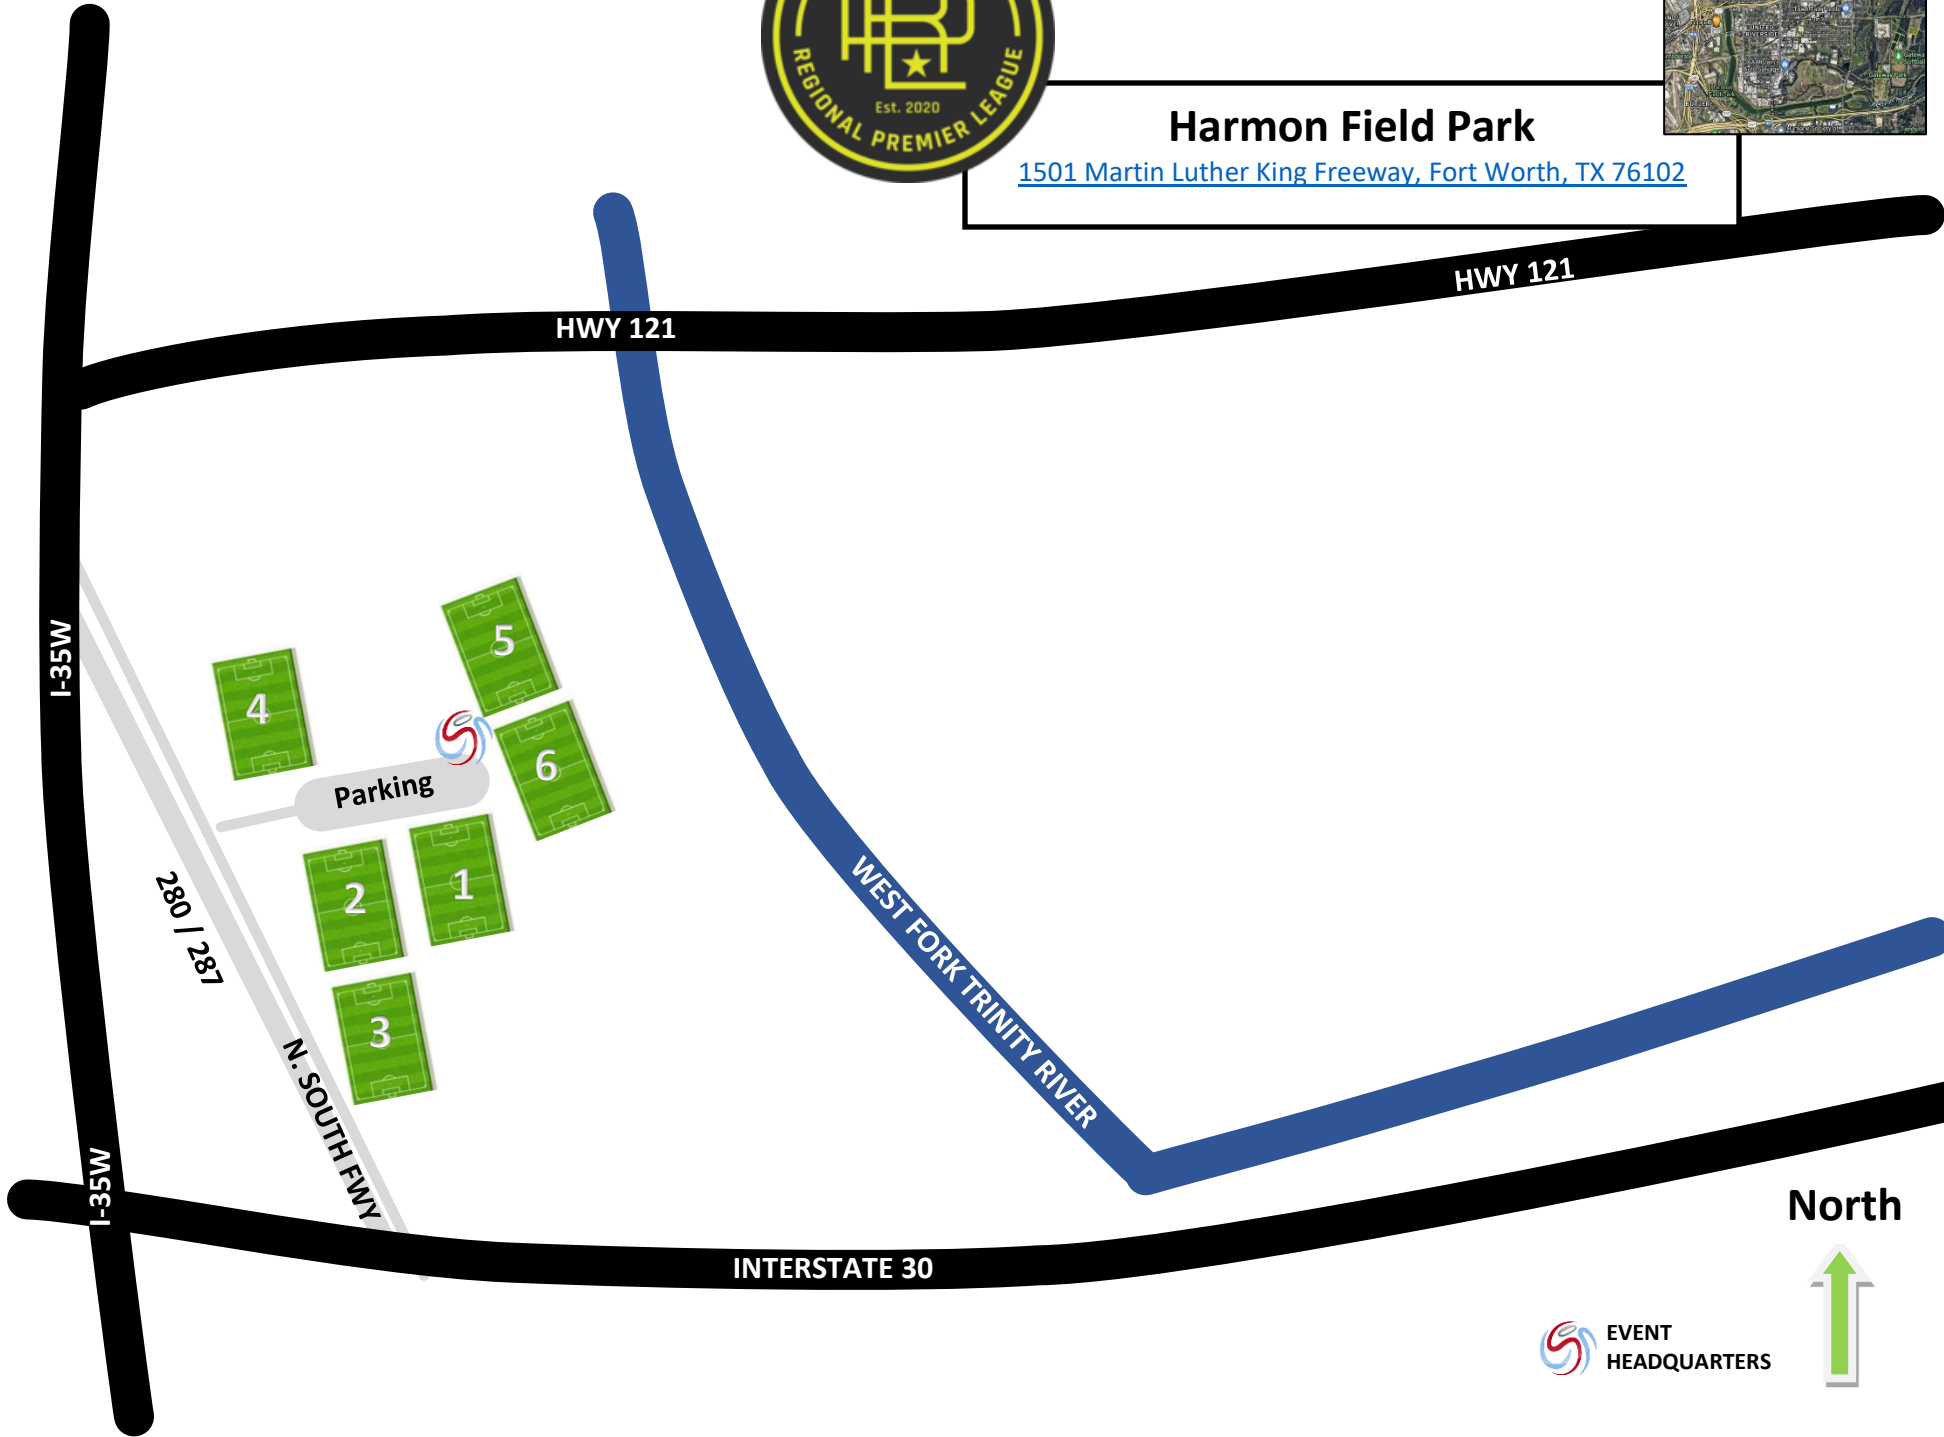 REGIONAL PREMIER LEAGUE
Est. 2020
Harmon Field Park
1501 Martin Luther King Freeway, Fort Worth, TX 76102
HWY 121
HWY 121
I-35W
5
4
6
Parking
2
1
280 / 287
3
WEST FORK TRINITY RIVER
N. SOUTH FWY
I-35W
INTERSTATE 30
North
EVENT
HEADQUARTERS